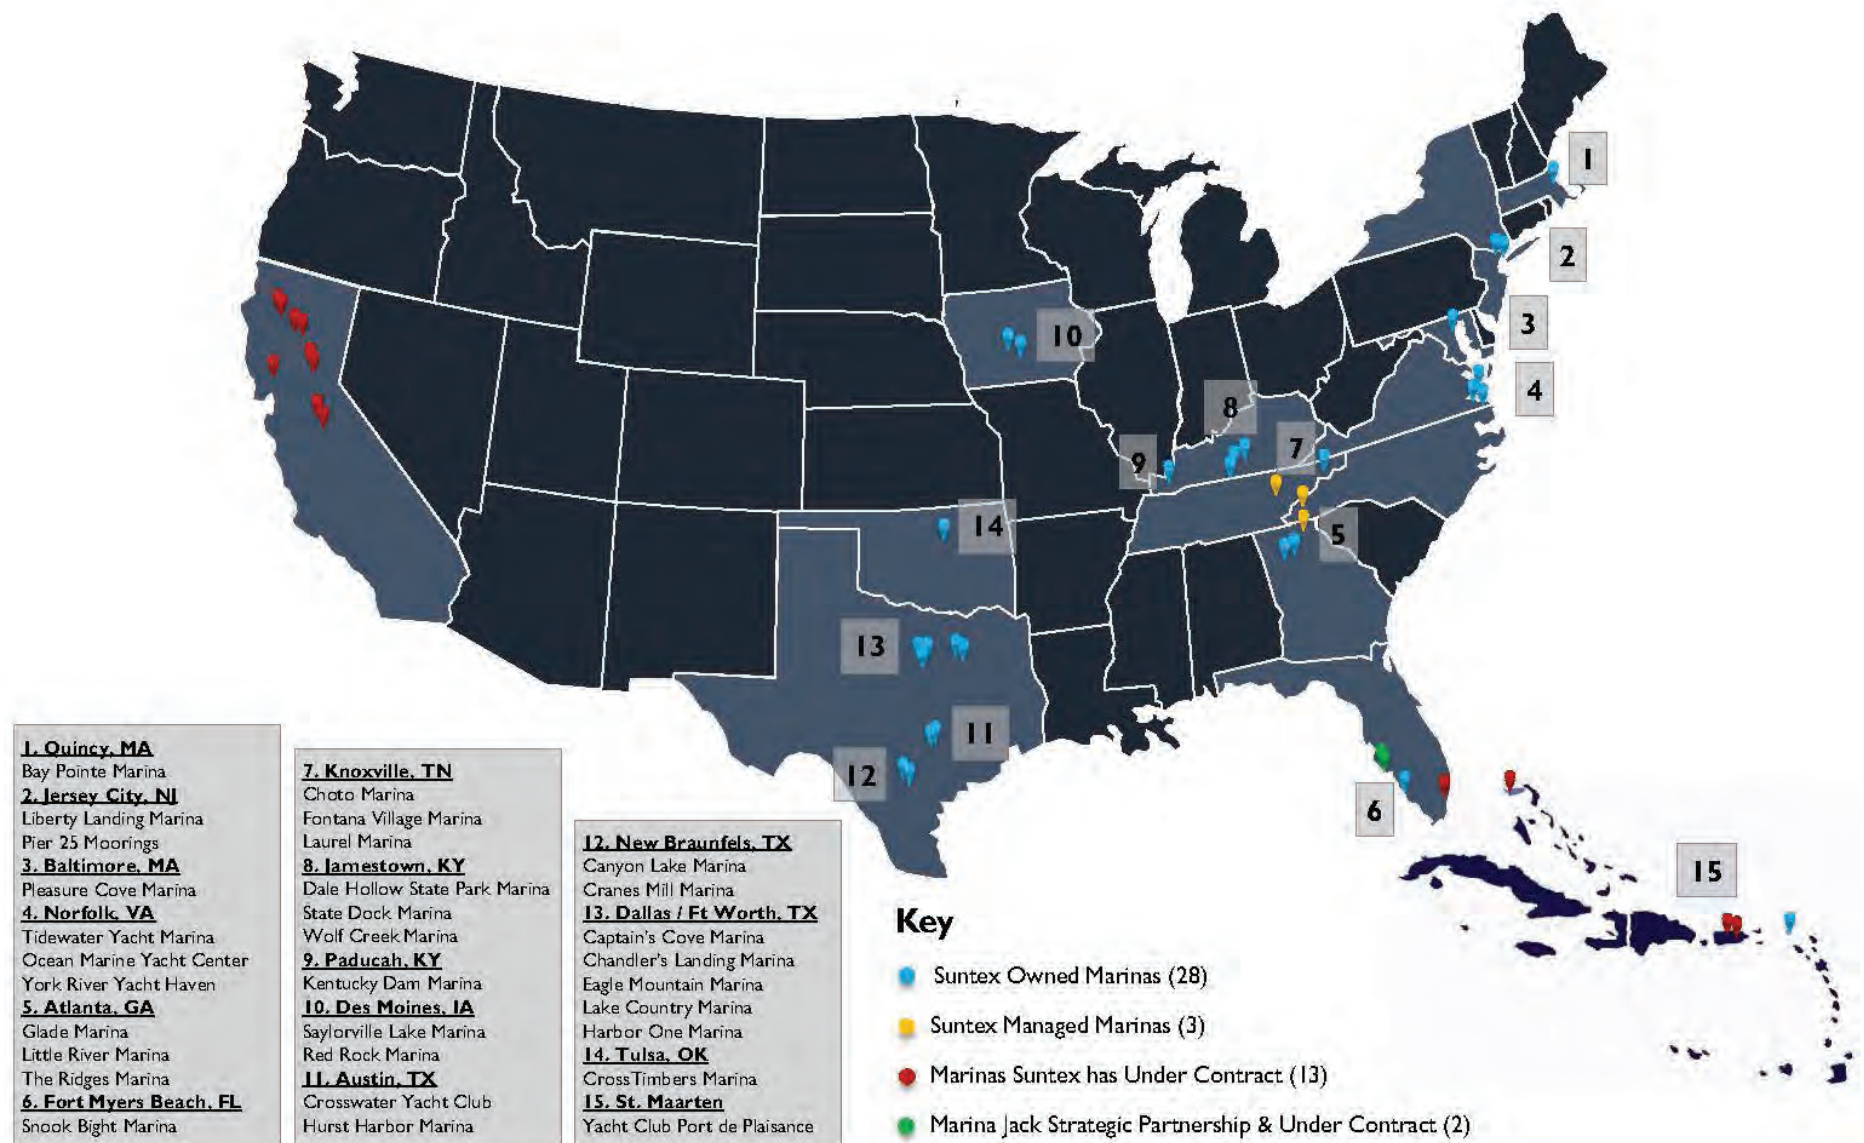 1
2
3
4
10
8
7
9
14
5
13
11
12
6
15
1. Quincy, MA
Bay Pointe Marina
2. Jersey City, NJ
Liberty Landing Marina
Pier 25 Moorings
3. Baltimore, MA
Pleasure Cove Marina
4. Norfolk, VA
Tidewater Yacht Marina
Ocean Marine Yacht Center
York River Yacht Haven
5. Atlanta, GA
Glade Marina
Little River Marina
The Ridges Marina
6. Fort Myers Beach, FL
Snook Bight Marina
7. Knoxville, TN
Choto Marina
Fontana Village Marina
Laurel Marina
8. Jamestown, KY
Dale Hollow State Park Marina
State Dock Marina
Wolf Creek Marina
9. Paducah, KY
Kentucky Dam Marina
10. Des Moines, IA
Saylorville Lake Marina
Red Rock Marina
11. Austin, TX
Crosswater Yacht Club
Hurst Harbor Marina
12. New Braunfels, TX
Canyon Lake Marina
Cranes Mill Marina
13. Dallas / Ft Worth, TX
Captain's Cove Marina
Chandler's Landing Marina
Eagle Mountain Marina
Lake Country Marina
Harbor One Marina
14. Tulsa, OK
CrossTimbers Marina
15. St. Maarten
Yacht Club Port de Plaisance
Key
Suntex Owned Marinas (28)
Suntex Managed Marinas (3)
Marinas Suntex has Under Contract (13)
Marina Jack Strategic Partnership & Under Contract (2)